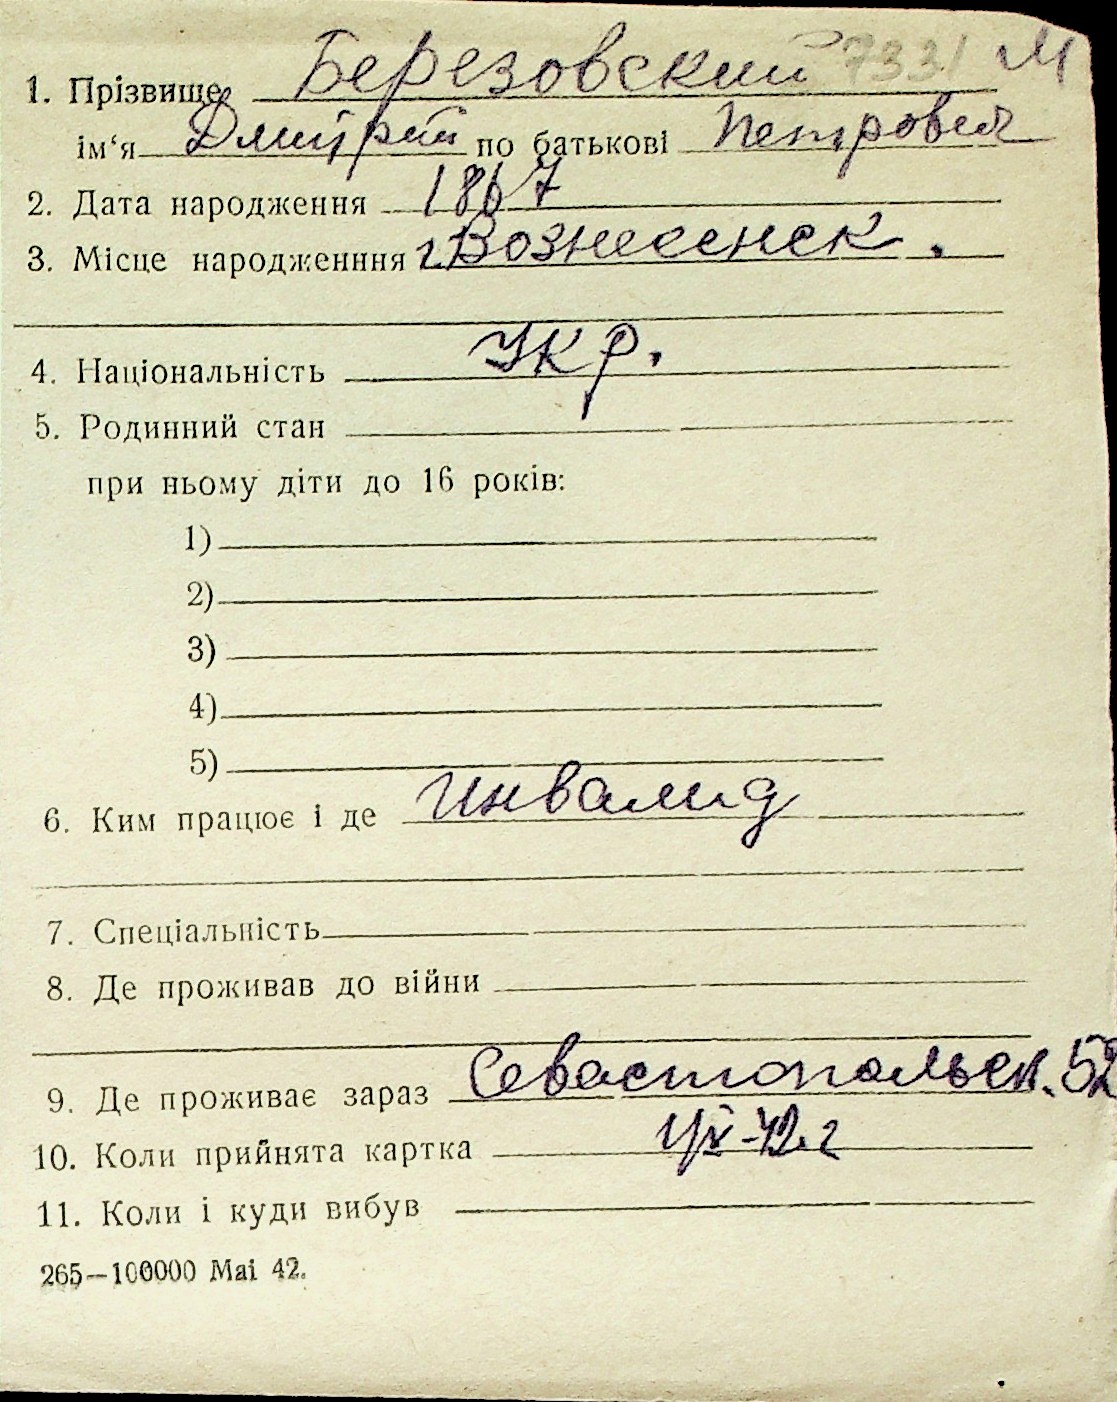 7331 М
1. Прізвище Березовский
ім‘я Дмитрий по батькові Петрович
2. Дата народження 1867
3. Місце народженння г. Вознесенск.
4. Національність Укр.
5. Родинний стан
при ньому діти до 16 років:
1)
2)
3)
4)
5)
6. Ким працює і де инвалид
7. Спеціальність
8. Де проживав до війни
9. Де проживає зараз Севастопольск. 52
10. Коли прийнята картка
11. Коли і куди вибув
265—100000 Mai 42.